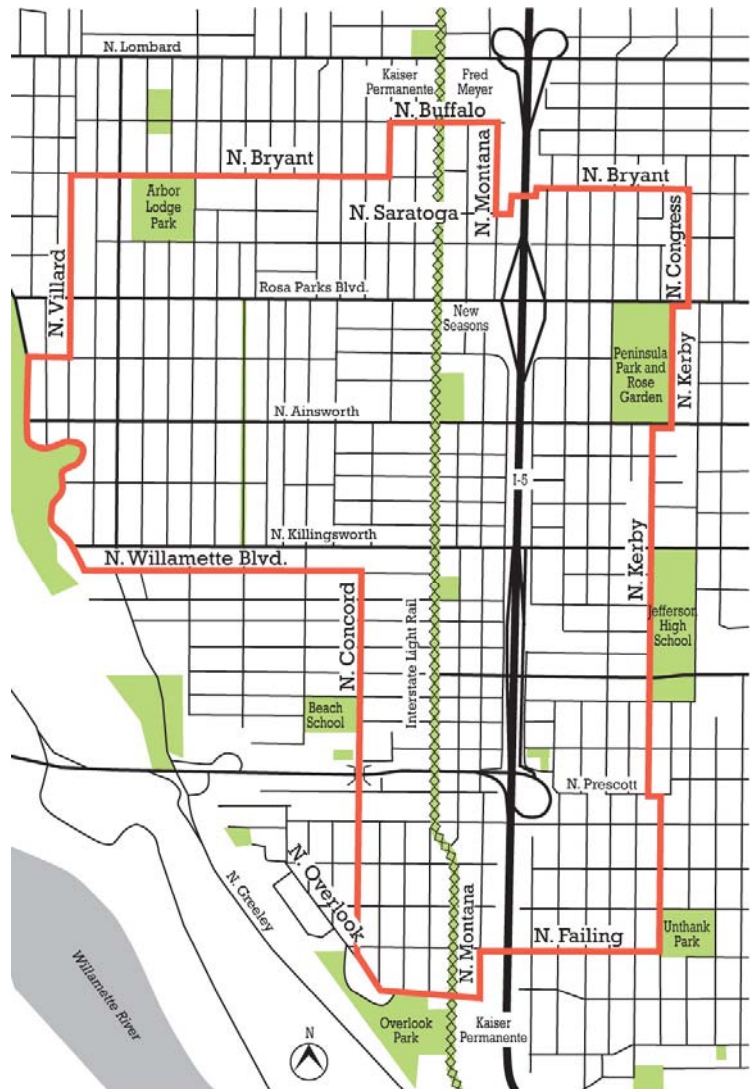 N. Lombard
Kaiser
Permanente
Fred
Meyer
N. Buffalo
N. Bryant
N. Montana
N. Bryant
Arbor
Lodge
Park
N. Saratoga
N. Congress
N. Villard
Rosa Parks Blvd.
New
Seasons
Peninsula
Park and
Rose
Garden
N. Kerby
N. Ainsworth
I-5
N. Killingsworth
N. Willamette Blvd.
N. Kerby
N. Concord
Interstate Light Rail
Jefferson
High
School
Beach
School
N. Prescott
N. Overlook
N. Greeley
N. Montana
N. Failing
Unthank
Park
Willamette River
N
Overlook
Park
Kaiser
Permanente